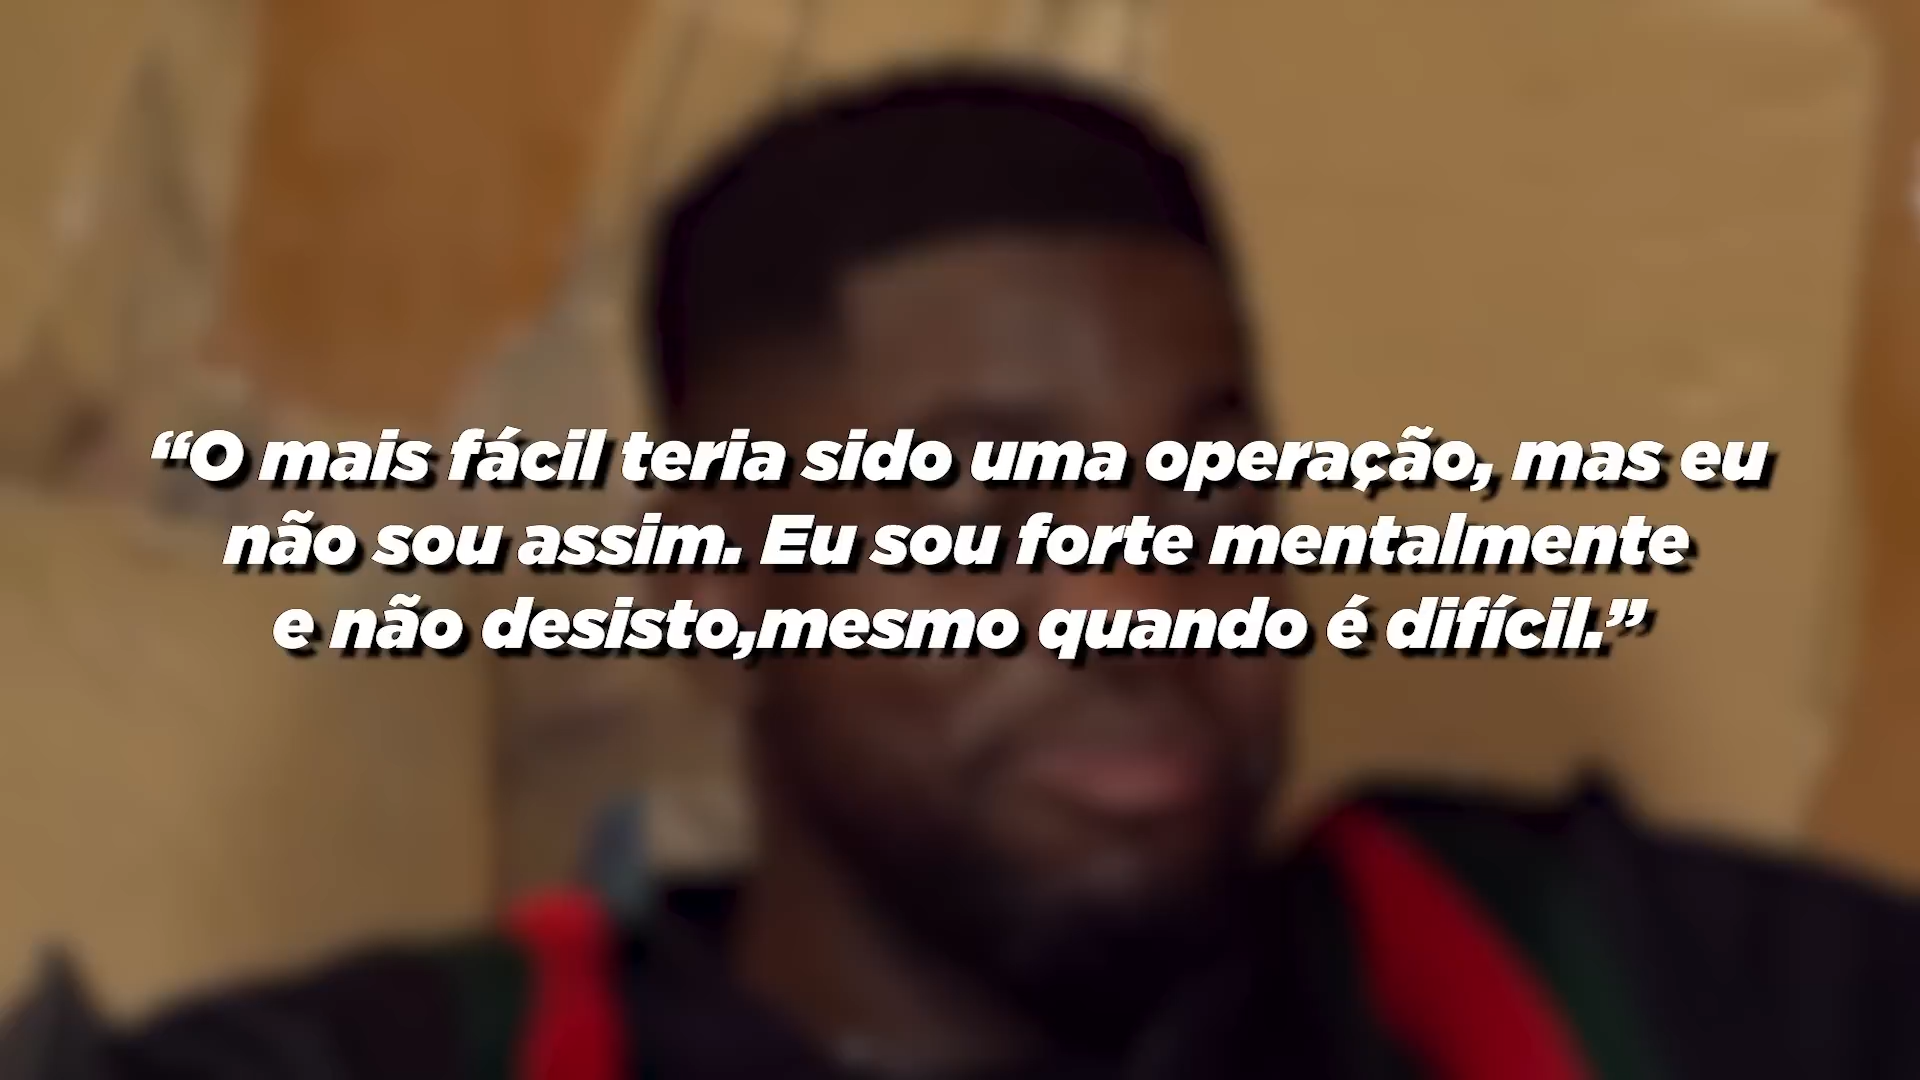 “O mais fácil teria sido uma operação, mas eu
não sou assim. Eu sou forte mentalmente
e não desisto,mesmo quando é difícil.”